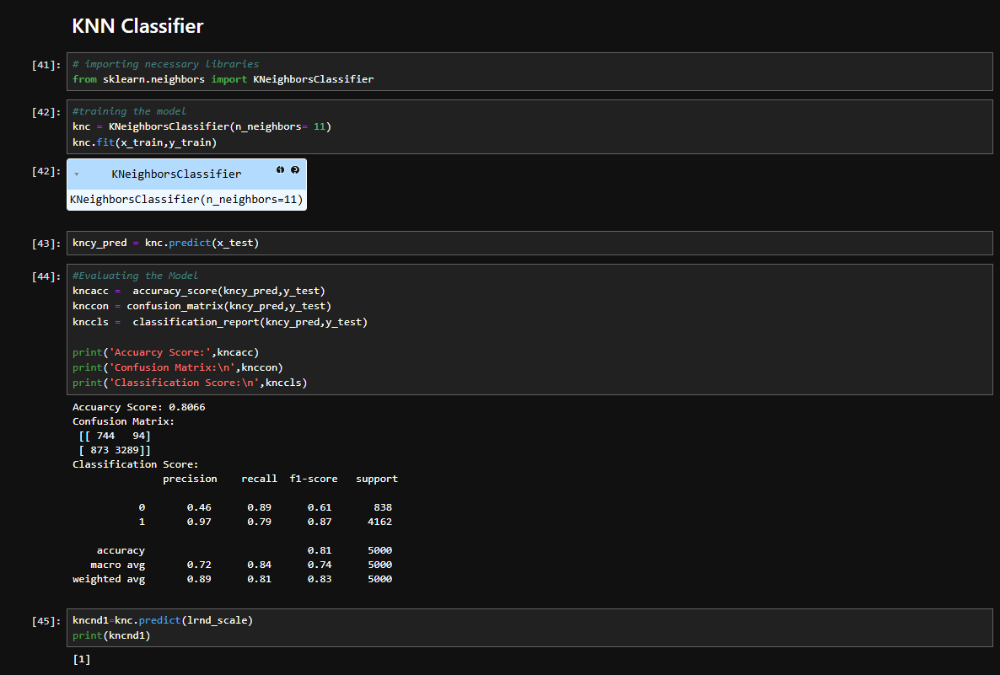 KNN Classifier
[41]:
# importing necessary libraries
from sklearn.neighbors import KNeighborsClassifier
[42]:
#training the model
knc = KNeighborsClassifier(n_neighbors= 11)
knc.fit(x_train,y_train)
[42]:
KNeighborsClassifier
KNeighborsClassifier(n_neighbors=11)
[43]:
kncy_pred = knc.predict(x_test)
[44]:
#Evaluating the Model
kncacc =  accuracy_score(kncy_pred,y_test)
knccon = confusion_matrix(kncy_pred,y_test)
knccls =  classification_report(kncy_pred,y_test)
print('Accuarcy Score:',kncacc)
print('Confusion Matrix:\n',knccon)
print('Classification Score:\n',knccls)
Accuarcy Score: 0.8066
Confusion Matrix:
[[ 744   94]
[ 873 3289]]
Classification Score:
precision    recall  f1-score   support
0       0.46      0.89      0.61       838
1       0.97      0.79      0.87      4162
accuracy                           0.81      5000
macro avg       0.72      0.84      0.74      5000
weighted avg       0.89      0.81      0.83      5000
[45]:
kncnd1=knc.predict(lrnd_scale)
print(kncnd1)
[1]